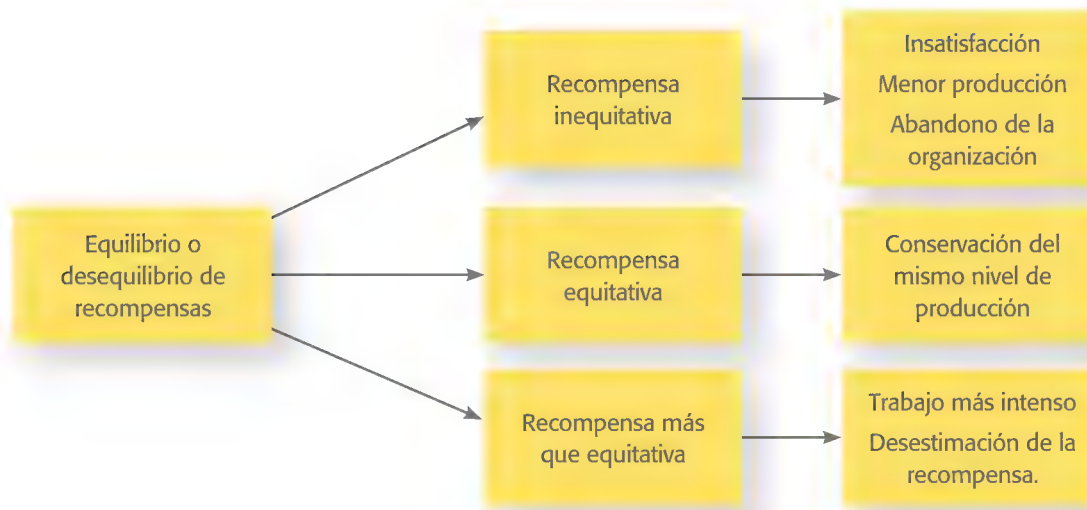 Equilibrio o
desequilibrio de
recompensas
Recompensa
inequitativa
Insatisfacción
Menor producción
Abandono de la
organización
Recompensa
equitativa
Conservación del
mismo nivel de
producción
Recompensa más
que equitativa
Trabajo más intenso
Desestimación de la
recompensa.